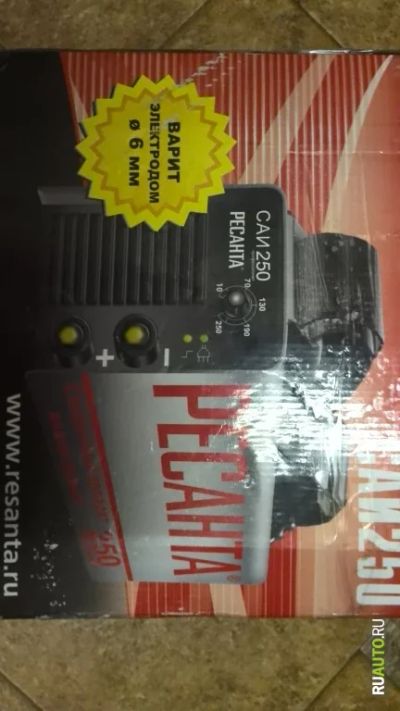 ВАРИТ
ЭЛЕКТРОДОМ
ø 6 мм
САИ 250
РЕСАНТА
10
70
130
190
250
+
−
РЕСАНТА®
250
АИ250
www.resanta.ru
RUAUTO.RU